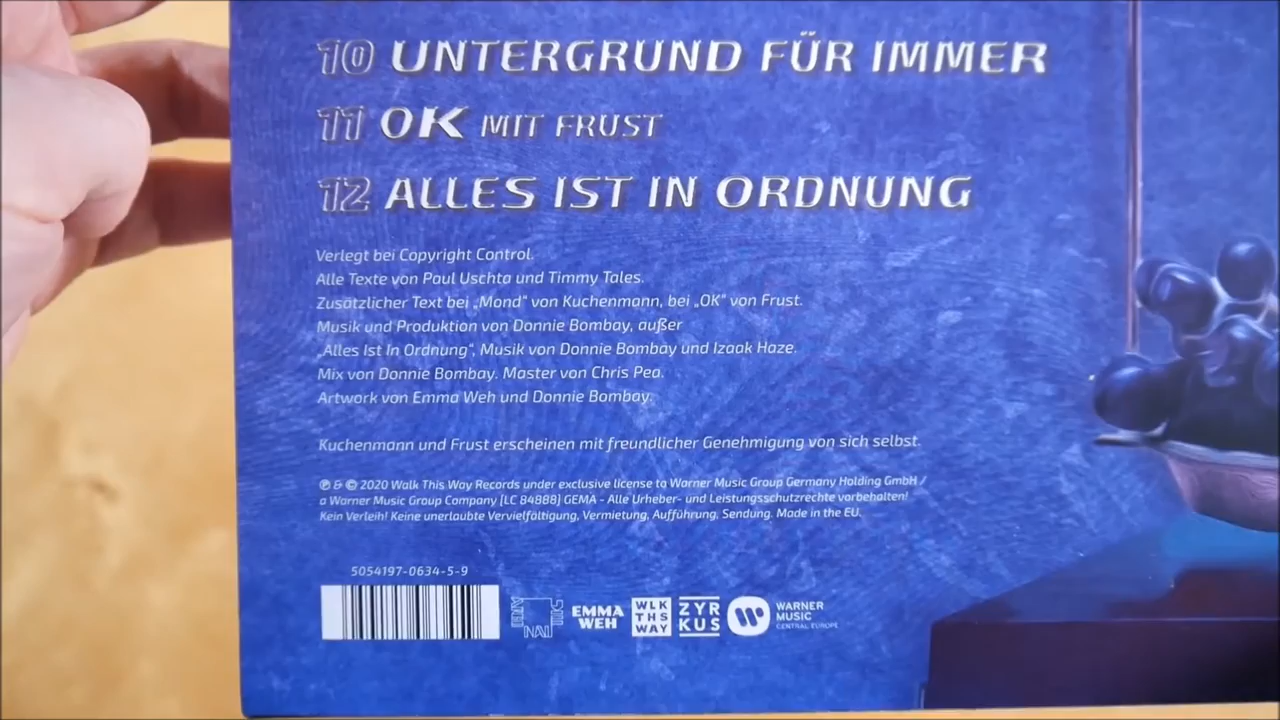 10 UNTERGRUND FÜR IMMER
11 OK MIT FRUST
12 ALLES IST IN ORDNUNG
Verlegt bei Copyright Control.
Alle Texte von Paul Uschta und Timmy Tales.
Zusätzlicher Text bei „Mond“ von Kuchenmann, bei „OK“ von Frust.
Musik und Produktion von Donnie Bombay, außer
„Alles Ist In Ordnung“, Musik von Donnie Bombay und Izaak Haze.
Mix von Donnie Bombay. Master von Chris Pea.
Artwork von Emma Weh und Donnie Bombay.
Kuchenmann und Frust erscheinen mit freundlicher Genehmigung von sich selbst.
℗ & © 2020 Walk This Way Records under exclusive license to Warner Music Group Germany Holding GmbH /
a Warner Music Group Company (LC 84888) GEMA - Alle Urheber- und Leistungsschutzrechte vorbehalten!
Kein Verleih! Keine unerlaubte Vervielfältigung, Vermietung, Aufführung, Sendung. Made in the EU.
5054197-0634-5-9
EMMA
WEH
WLK
THS
WAY
ZYR
KUS
WARNER
MUSIC
CENTRAL EUROPE